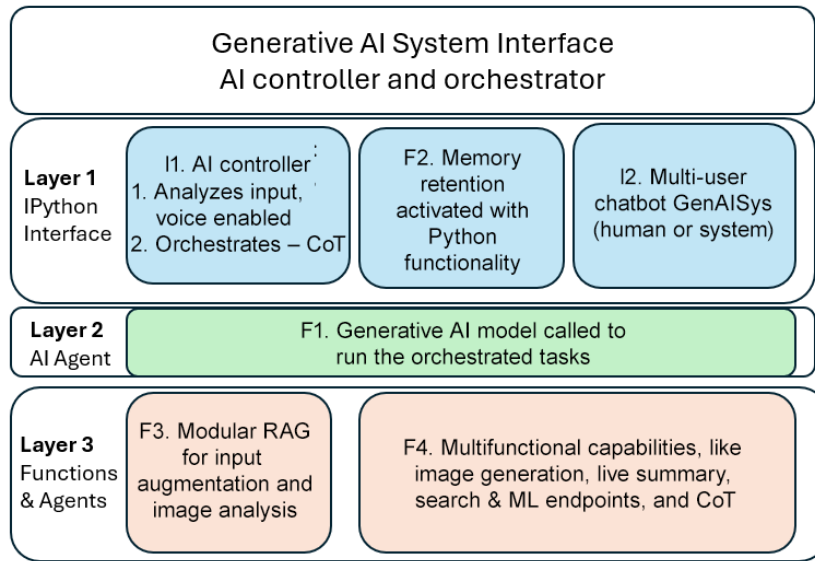 Generative AI System Interface
AI controller and orchestrator
Layer 1
IPython
Interface
I1. AI controller :
1. Analyzes input,
voice enabled
2. Orchestrates – CoT
F2. Memory
retention
activated with
Python
functionality
I2. Multi-user
chatbot GenAISys
(human or system)
Layer 2
AI Agent
F1. Generative AI model called to
run the orchestrated tasks
Layer 3
Functions
& Agents
F3. Modular RAG
for input
augmentation and
image analysis
F4. Multifunctional capabilities, like
image generation, live summary,
search & ML endpoints, and CoT